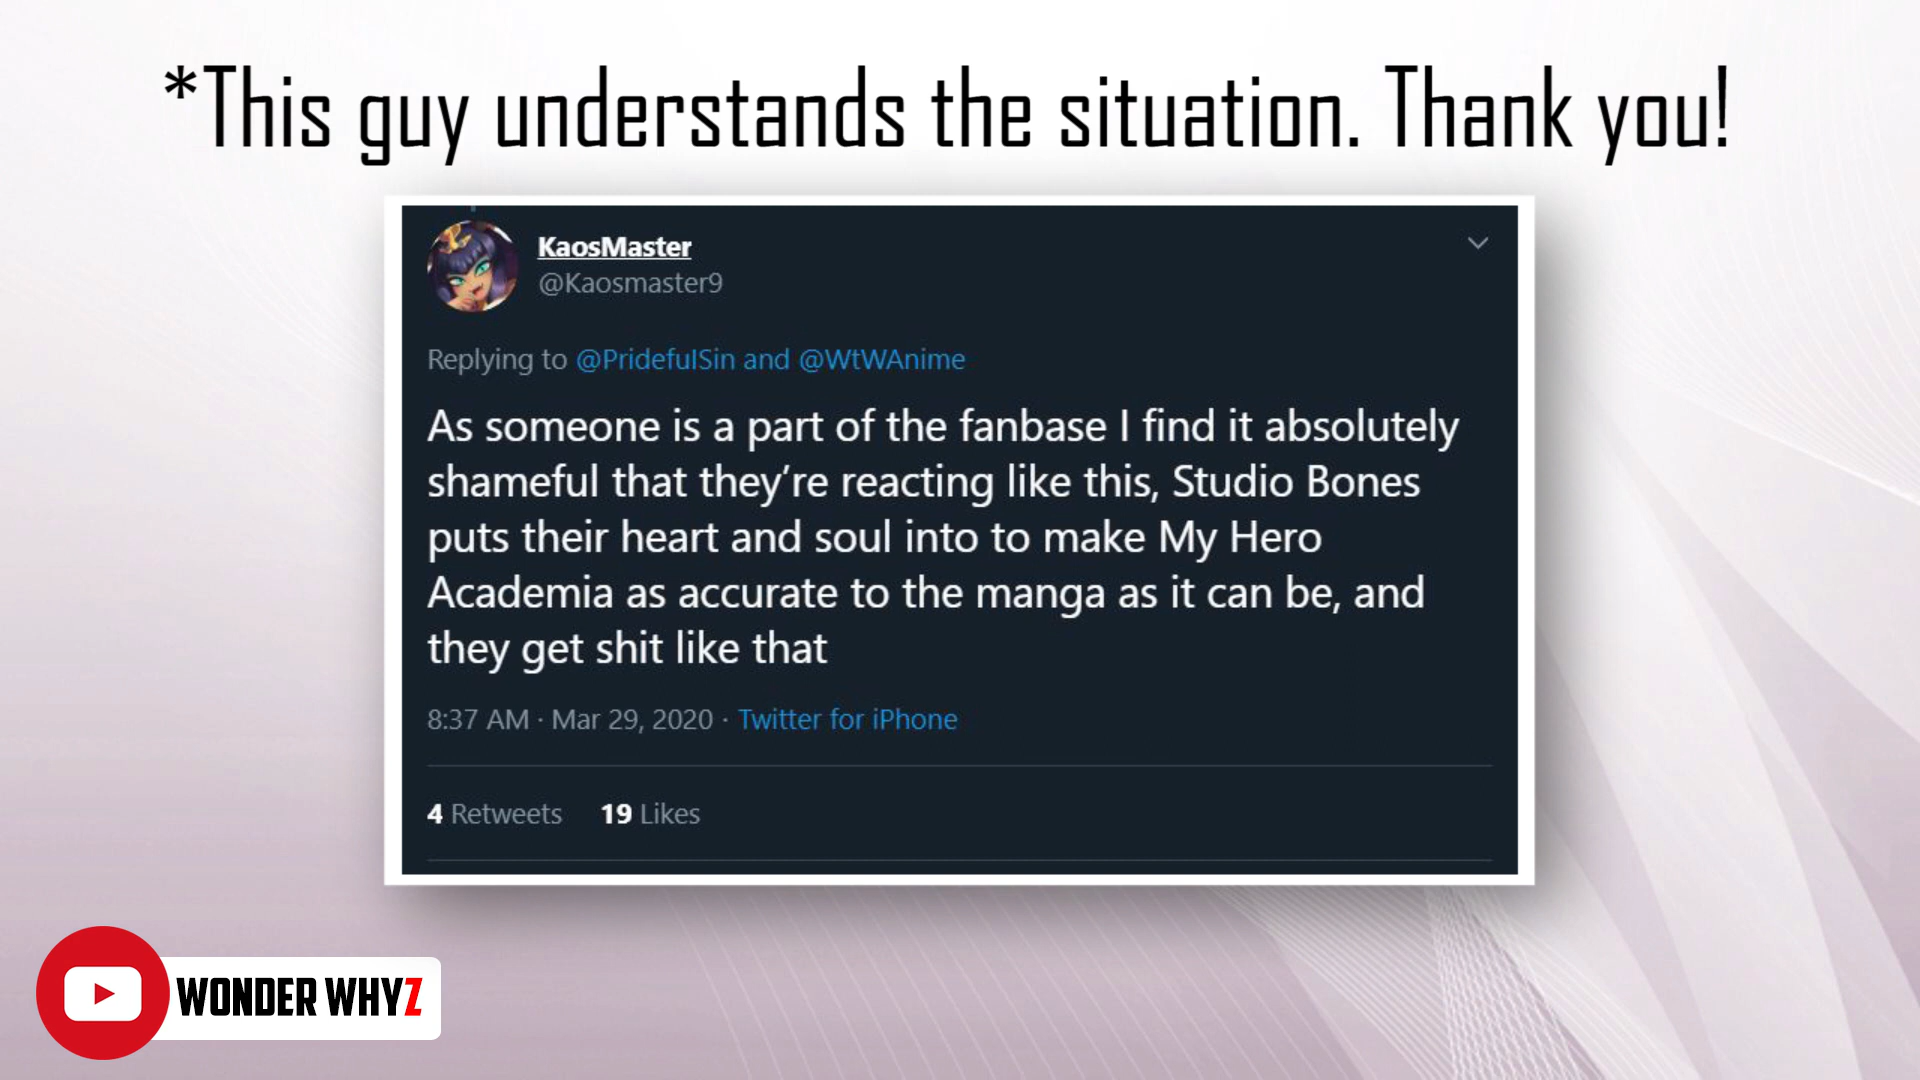 *This guy understands the situation. Thank you!
KaosMaster
@Kaosmaster9
Replying to @PridefulSin and @WtWAnime
As someone is a part of the fanbase I find it absolutely
shameful that they’re reacting like this, Studio Bones
puts their heart and soul into to make My Hero
Academia as accurate to the manga as it can be, and
they get shit like that
8:37 AM · Mar 29, 2020 · Twitter for iPhone
4 Retweets 19 Likes
WONDER WHYZ